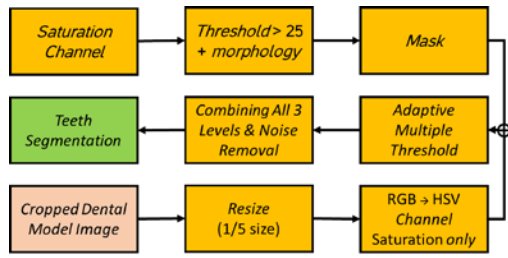 Saturation
Channel
Threshold > 25
+ morphology
Mask
Teeth
Segmentation
Combining All 3
Levels & Noise
Removal
Adaptive
Multiple
Threshold
Cropped Dental
Model Image
Resize
(1/5 size)
RGB → HSV
Channel
Saturation only